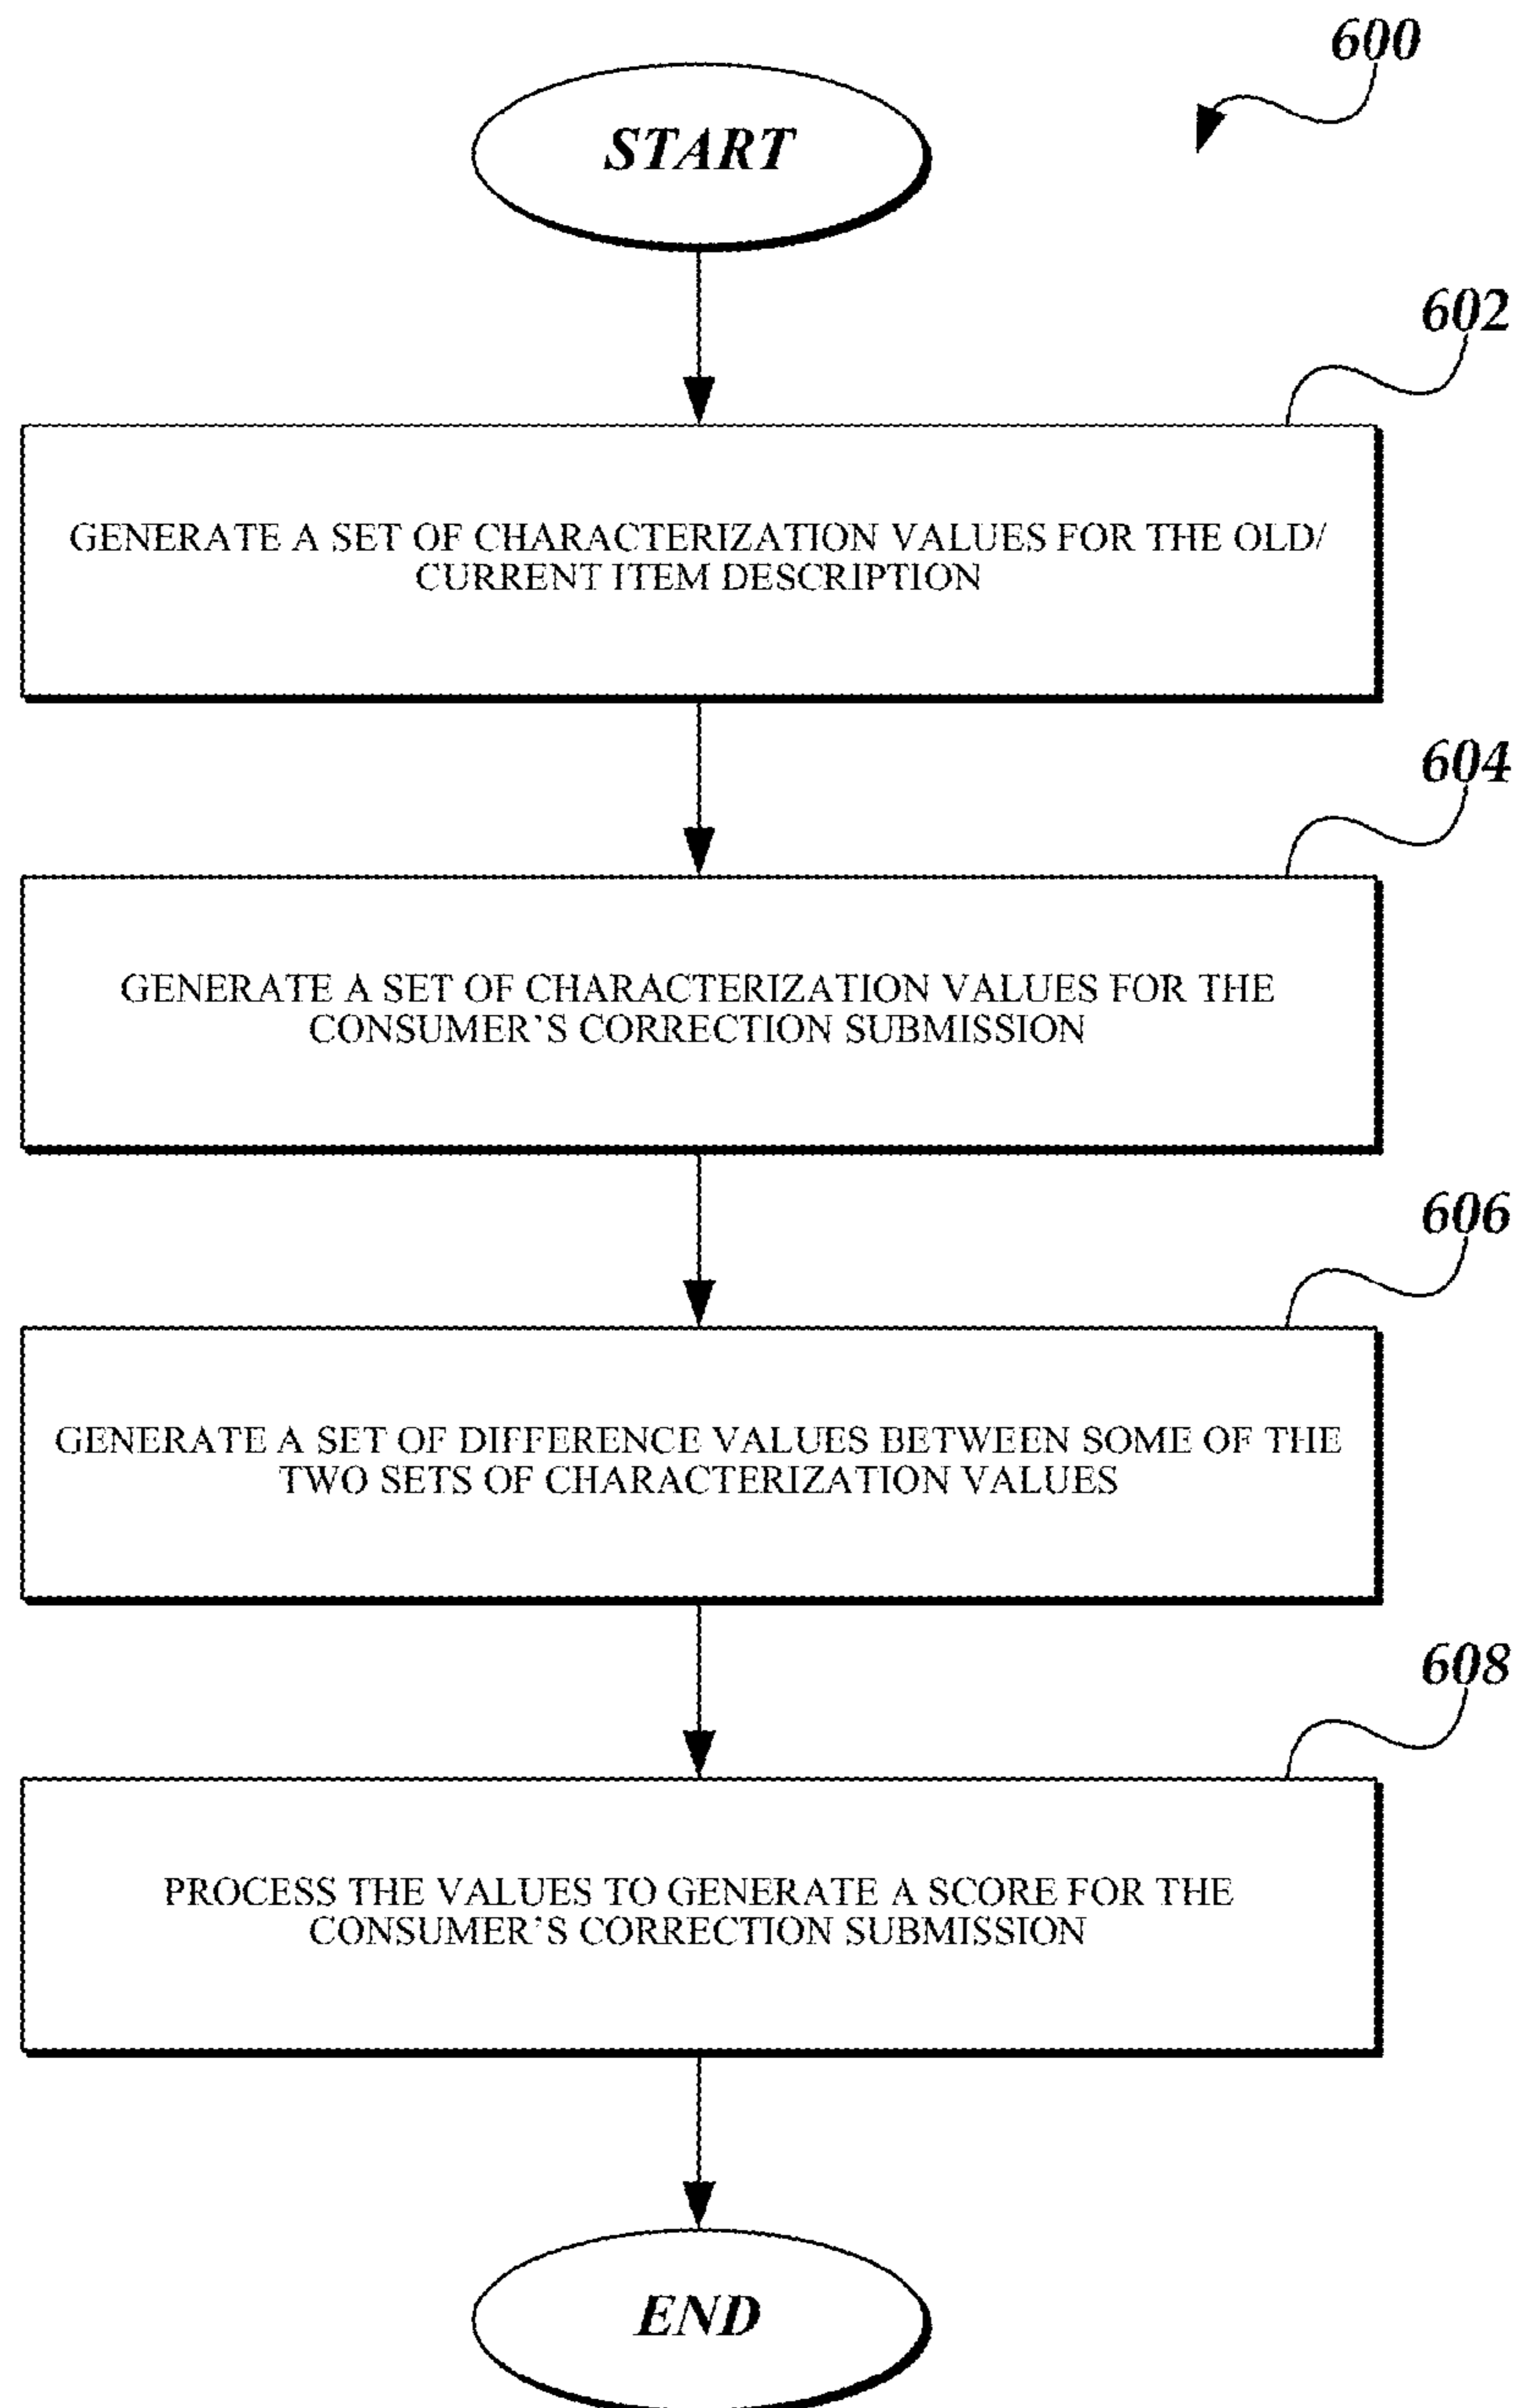 600
START
602
GENERATE A SET OF CHARACTERIZATION VALUES FOR THE OLD/
CURRENT ITEM DESCRIPTION
604
GENERATE A SET OF CHARACTERIZATION VALUES FOR THE
CONSUMER'S CORRECTION SUBMISSION
606
GENERATE A SET OF DIFFERENCE VALUES BETWEEN SOME OF THE
TWO SETS OF CHARACTERIZATION VALUES
608
PROCESS THE VALUES TO GENERATE A SCORE FOR THE
CONSUMER'S CORRECTION SUBMISSION
END